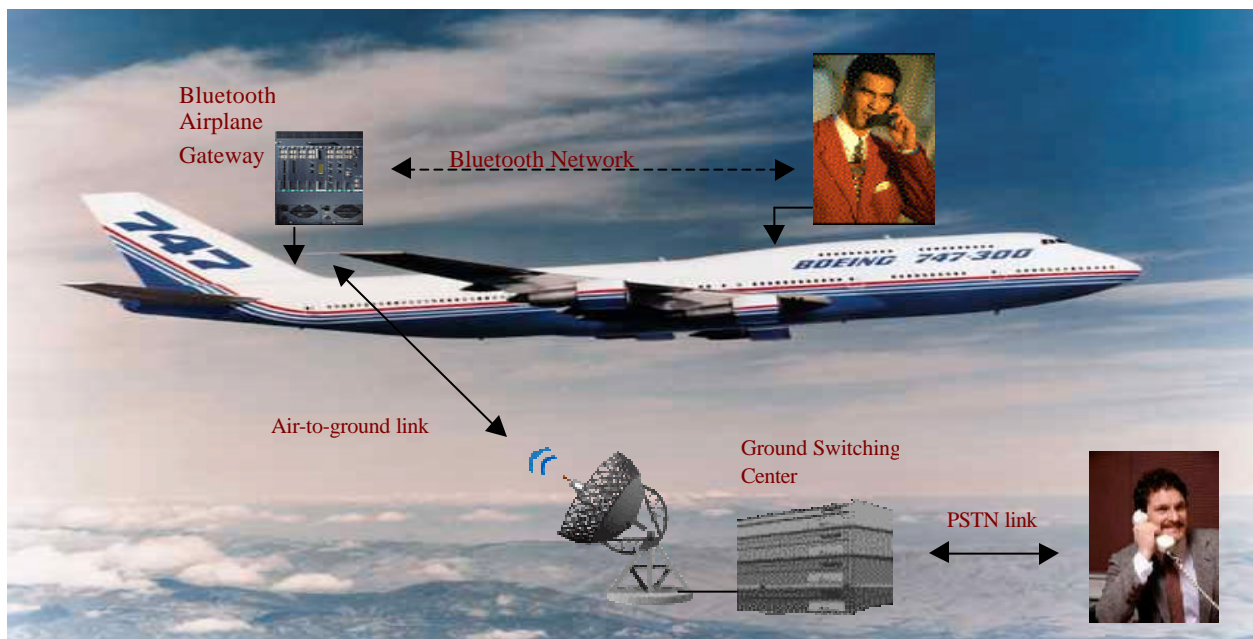 Bluetooth
Airplane
Gateway
Bluetooth Network
747
BOEING 747-300
Air-to-ground link
Ground Switching
Center
PSTN link